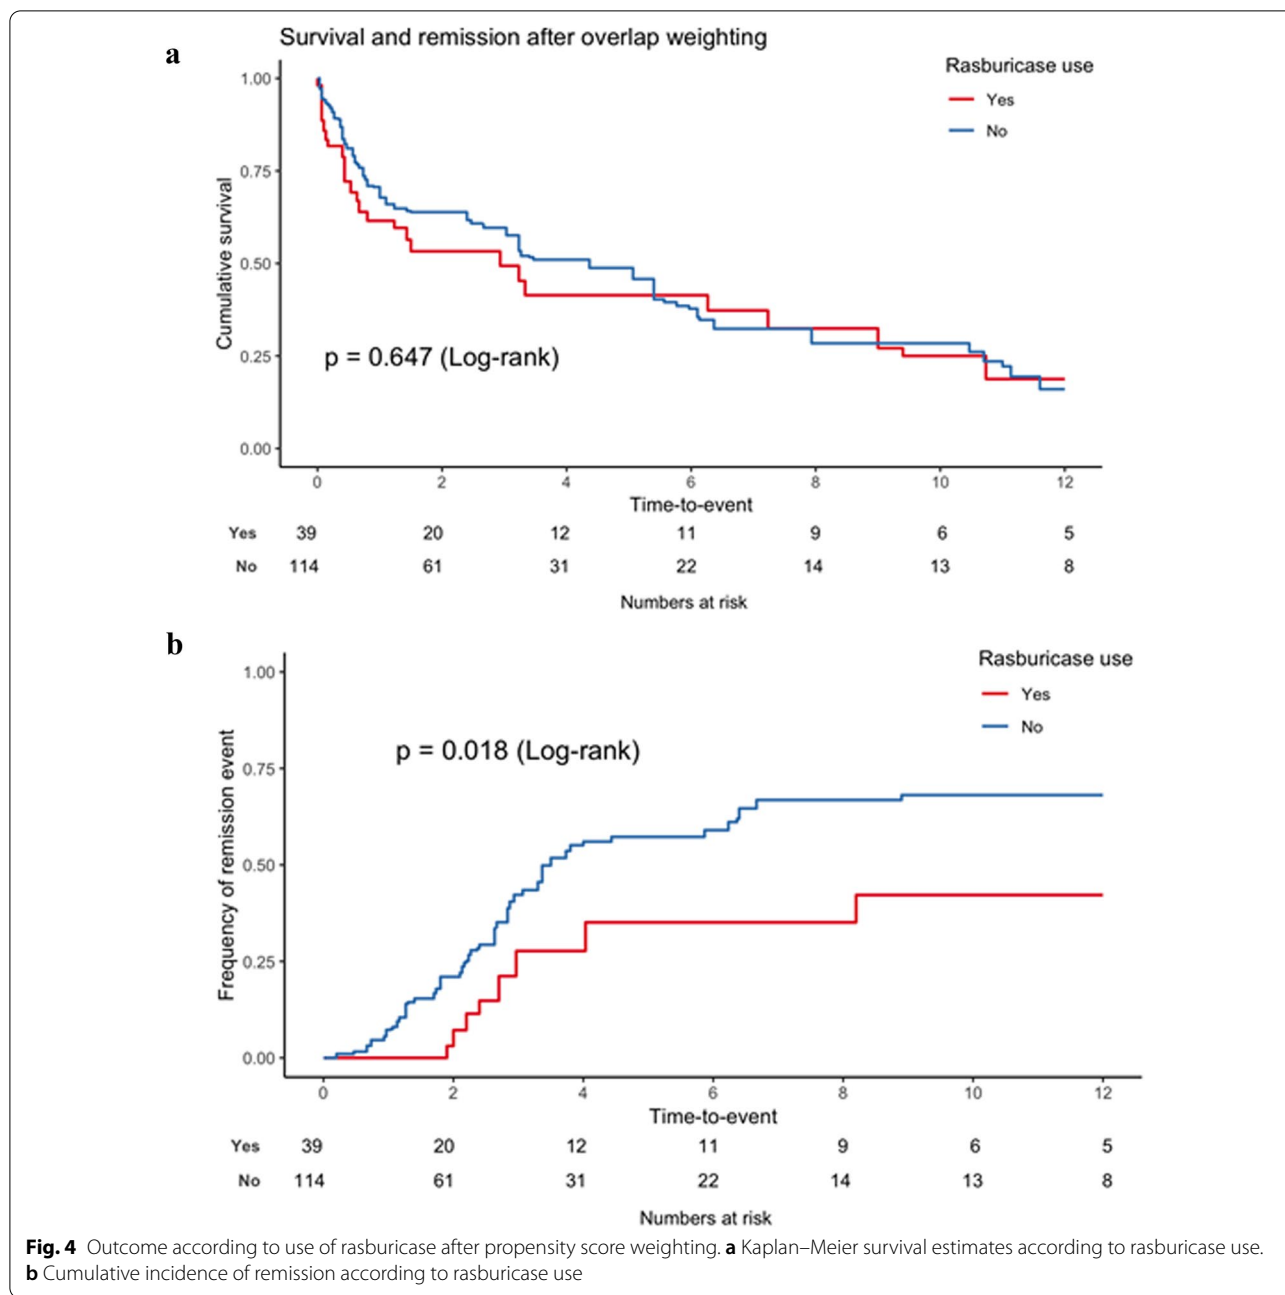 a
Survival and remission after overlap weighting
Rasburicase use
Yes
No
Cumulative survival
1.00
0.75
0.50
0.25
0.00
p = 0.647 (Log-rank)
0 2 4 6 8 10 12
Time-to-event
Yes 39 20 12 11 9 6 5
No 114 61 31 22 14 13 8
Numbers at risk
b
Rasburicase use
Yes
No
Frequency of remission event
1.00
0.75
0.50
0.25
0.00
p = 0.018 (Log-rank)
0 2 4 6 8 10 12
Time-to-event
Yes 39 20 12 11 9 6 5
No 114 61 31 22 14 13 8
Numbers at risk
Fig. 4 Outcome according to use of rasburicase after propensity score weighting. a Kaplan–Meier survival estimates according to rasburicase use.
b Cumulative incidence of remission according to rasburicase use